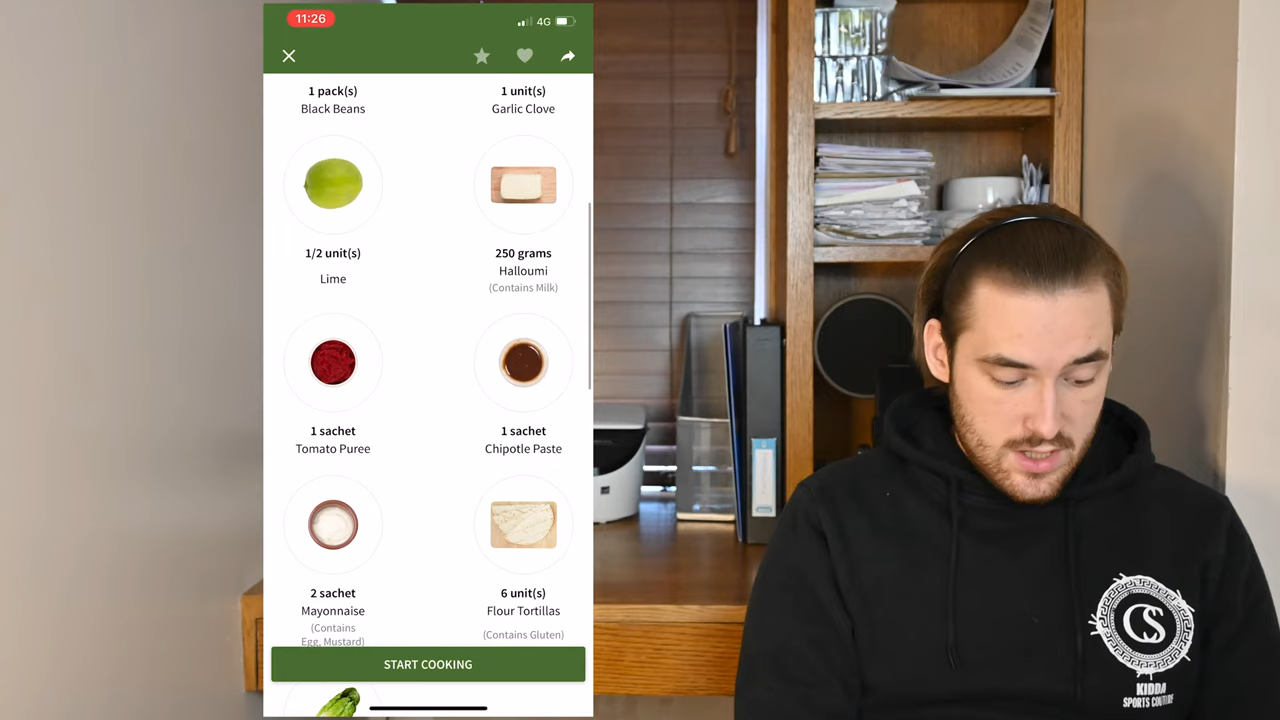 11:26
4G
1 pack(s)
Black Beans
1 unit(s)
Garlic Clove
1/2 unit(s)
Lime
250 grams
Halloumi
(Contains Milk)
1 sachet
Tomato Puree
1 sachet
Chipotle Paste
2 sachet
Mayonnaise
(Contains
Egg, Mustard)
6 unit(s)
Flour Tortillas
(Contains Gluten)
START COOKING
CS
KIDDA
SPORTS COUTURE